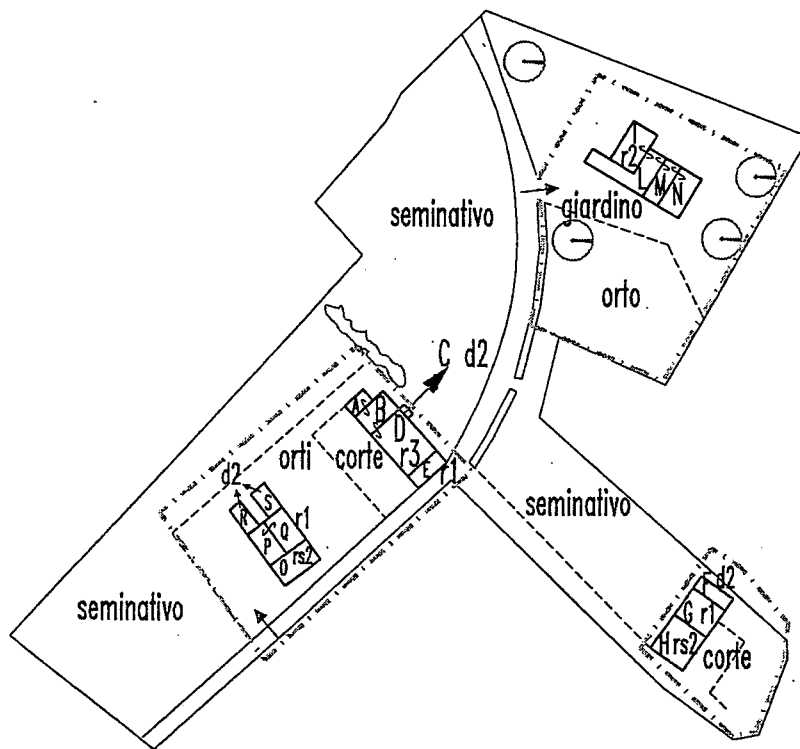 r2
L M N
seminativo
giardino
orto
C d2
A B
D
orti corte r3 E r1
d2
S
R r1
Q
P
O rs2
seminativo
seminativo
F d2
G r1
H rs2
corte